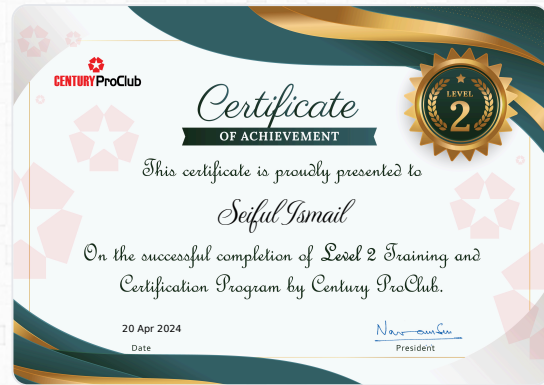 CENTURY ProClub
LEVEL
2
Certificate
OF ACHIEVEMENT
This certificate is proudly presented to
Seiful Ismail
On the successful completion of Level 2 Training and
Certification Program by Century ProClub.
20 Apr 2024
Date
President